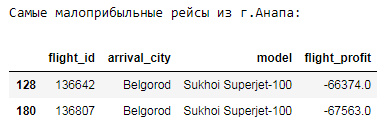 Самые малоприбыльные рейсы из г.Анапа:
flight_id arrival_city model flight_profit
128 136642 Belgorod Sukhoi Superjet-100 -66374.0
180 136807 Belgorod Sukhoi Superjet-100 -67563.0